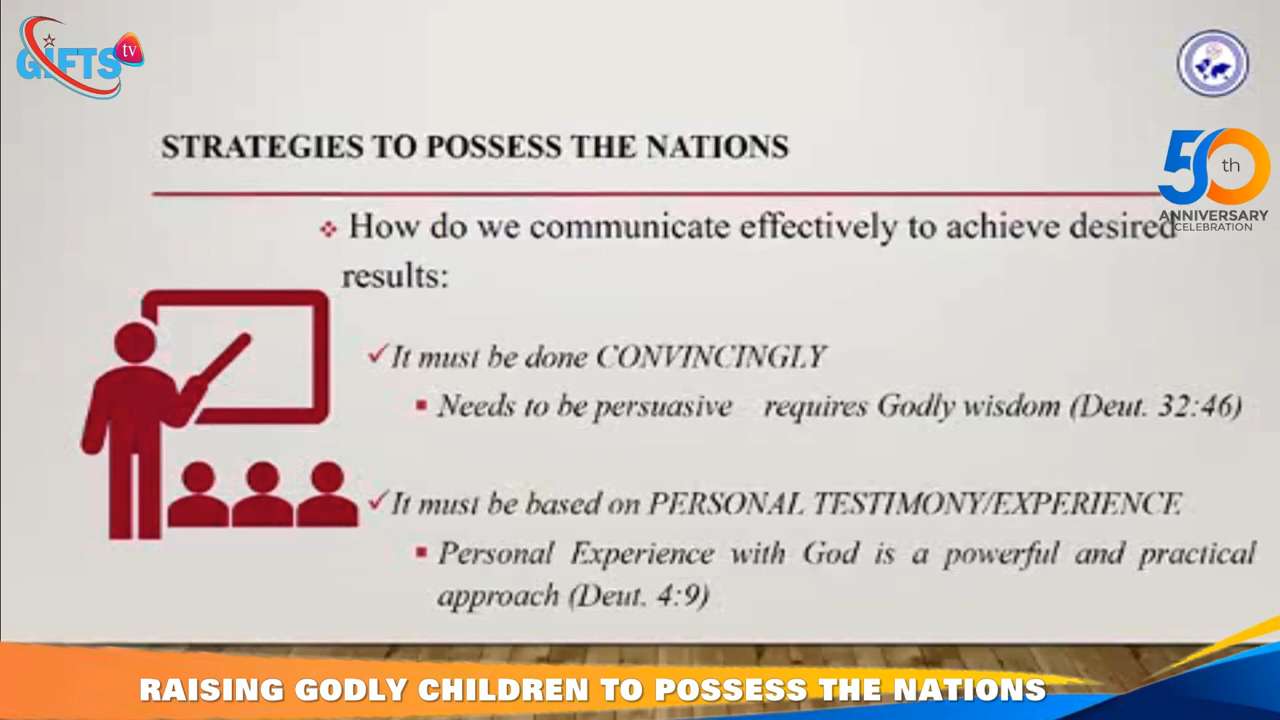 GIFTS tv
STRATEGIES TO POSSESS THE NATIONS
50th
ANNIVERSARY
CELEBRATION
How do we communicate effectively to achieve desired
results:
It must be done CONVINCINGLY
Needs to be persuasive requires Godly wisdom (Deut. 32:46)
It must be based on PERSONAL TESTIMONY/EXPERIENCE
Personal Experience with God is a powerful and practical
approach (Deut. 4:9)
RAISING GODLY CHILDREN TO POSSESS THE NATIONS